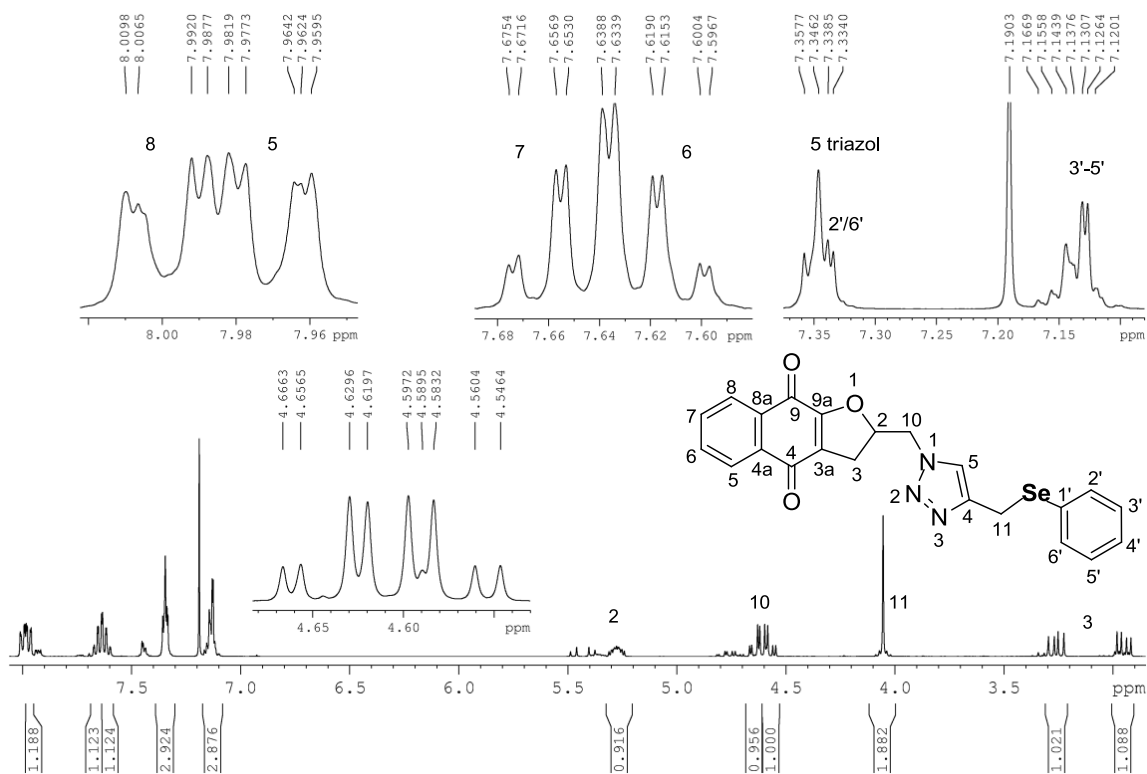 8.0098 8.0065 7.9920 7.9877 7.9819 7.9773 7.9642 7.9624 7.9595
7.6754 7.6716 7.6569 7.6530 7.6388 7.6339 7.6190 7.6153 7.6004 7.5967
7.3577 7.3462 7.3385 7.3340 7.1903 7.1669 7.1558 7.1439 7.1376 7.1307 7.1264 7.1201
8 5
7 6
5 triazol
2'/6'
3'-5'
8.00 7.98 7.96 ppm
7.68 7.66 7.64 7.62 7.60 ppm
7.35 7.30 7.25 7.20 7.15 ppm
4.6663 4.6565 4.6296 4.6197 4.5972 4.5895 4.5832 4.5604 4.5464
4.65 4.60 ppm
O
8 8a 9 9a O 1
7 2 10
6 4a 4 3a 3 1 N 5
5 O 2 N N 3 4 11 Se 1' 2' 3' 4' 5' 6'
2 10 11 3
7.5 7.0 6.5 6.0 5.5 5.0 4.5 4.0 3.5 ppm
1.188 1.123 1.124 2.924 2.876 0.916 0.956 1.000 1.882 1.021 1.088